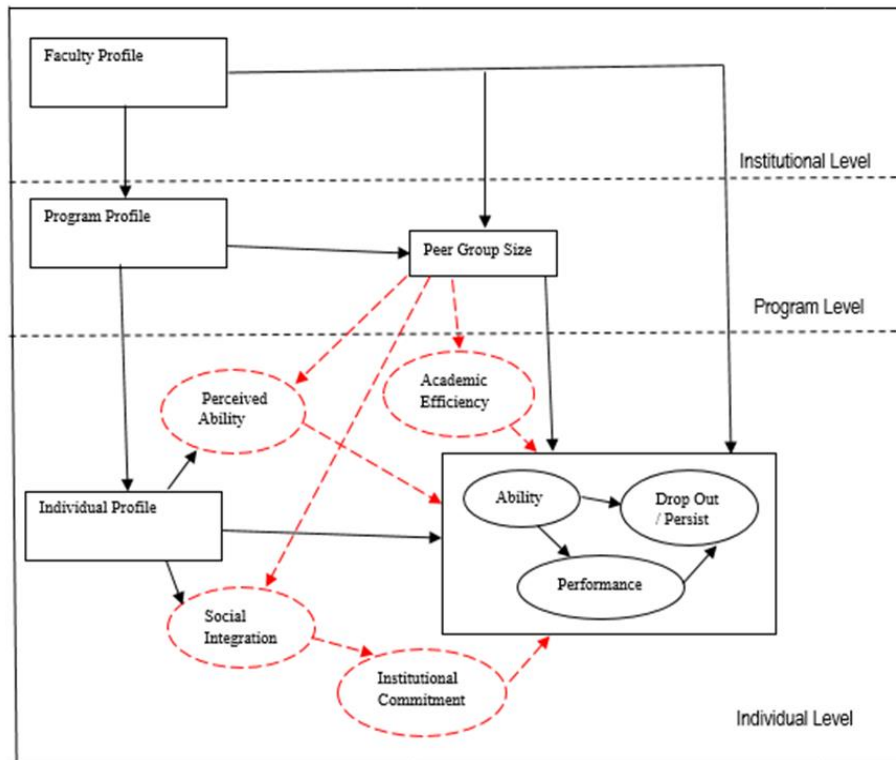 Faculty Profile
Institutional Level
Program Profile
Peer Group Size
Program Level
Perceived
Ability
Academic
Efficiency
Individual Profile
Ability
Drop Out
/ Persist
Performance
Social
Integration
Institutional
Commitment
Individual Level